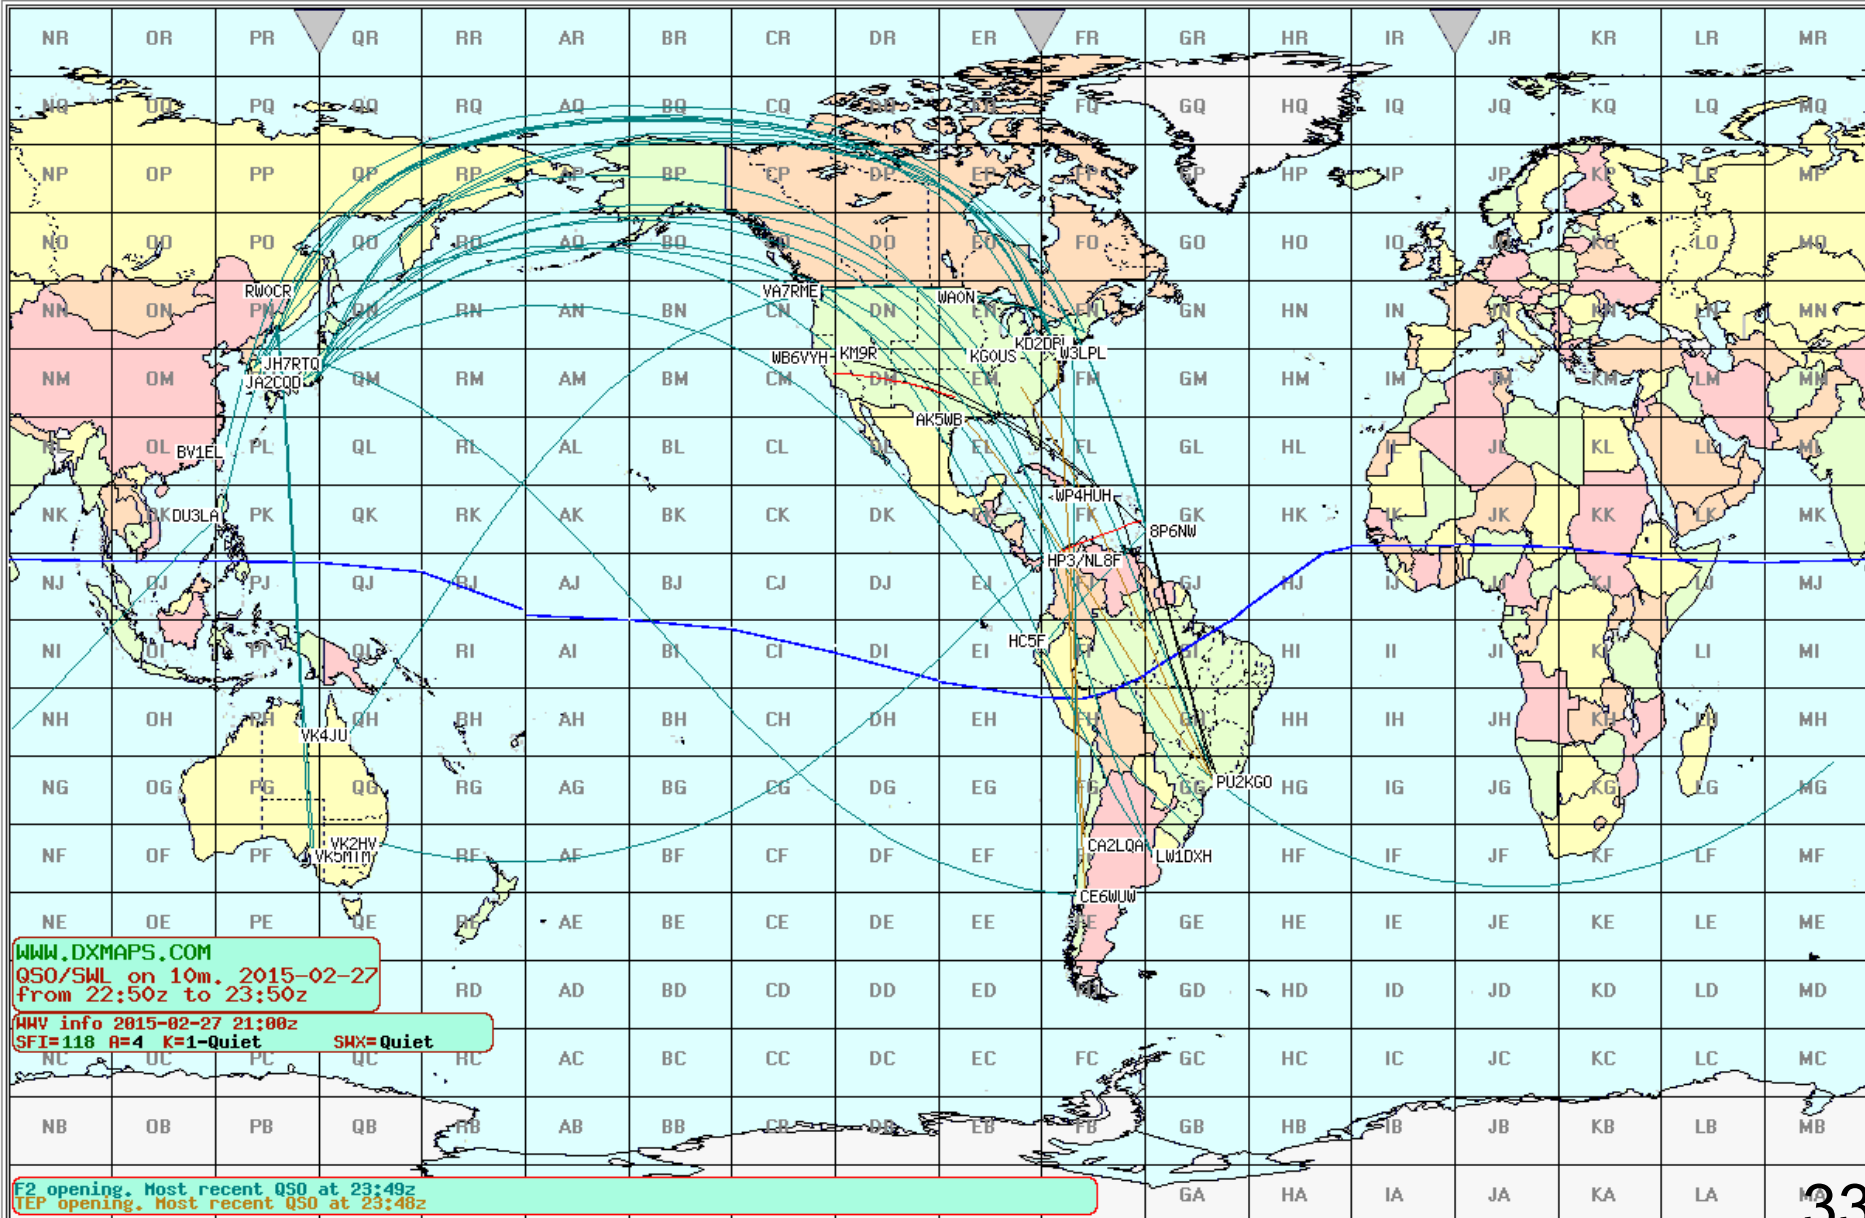 NR OR PR QR RR AR BR CR DR ER FR GR HR IR JR KR LR MR
NQ OQ PQ QQ RQ AQ BQ CQ DQ EQ FQ GQ HQ IQ JQ KQ LQ MQ
NP OP PP QP RP AP BP CP DP EP FP GP HP IP JP KP LP MP
NO OO PO QO RO AO BO CO DO EO FO GO HO IO JO KO LO MO
RW0CR VA7RME WA0N
NN ON PN QN RN AN BN CN DN EN FN GN HN IN JN KN LN MN
JH7RTQ WB6VYH KM9R KG0US W3LPL
JA2CQD
NM OM QM RM AM BM CM DM EM FM GM HM IM JM KM LM MM
AK5WB
BV1EL
NL OL PL QL RL AL BL CL DL EL FL GL HL IL JL KL LL ML
WP4HUH
DU3LA
NK OK PK QK RK AK BK CK DK EK FK GK HK IK JK KK LK MK
8P6NW
HP3/NL8F
NJ OJ PJ QJ RJ AJ BJ CJ DJ EJ FJ GJ HJ IJ JJ KJ LJ MJ
HC5F
NI OI PI QI RI AI BI CI DI EI FI GI HI II JI KI LI MI
NH OH PH QH RH AH BH CH DH EH FH GH HH IH JH KH LH MH
VK4JU
NG OG PG QG RG AG BG CG DG EG FG GG HG IG JG KG LG MG
PU2KGO
VK2HV CA2LQA
VK5MTM LW1DXH
NF OF PF RF AF BF CF DF EF HF IF JF KF LF MF
CE6WUW
NE OE PE QE RE AE BE CE DE EE FE GE HE IE JE KE LE ME
WWW.DXMAPS.COM
QSO/SWL on 10m. 2015-02-27
from 22:50z to 23:50z
RD AD BD CD DD ED GD HD ID JD KD LD MD
WWV info 2015-02-27 21:00z
SFI=118 A=4 K=1-Quiet SWX=Quiet
NC OC PC QC RC AC BC CC DC EC FC GC HC IC JC KC LC MC
NB OB PB QB RB AB BB CB DB EB FB GB HB IB JB KB LB MB
F2 opening. Most recent QSO at 23:49z
TEP opening. Most recent QSO at 23:48z
GA HA IA JA KA LA MA
33